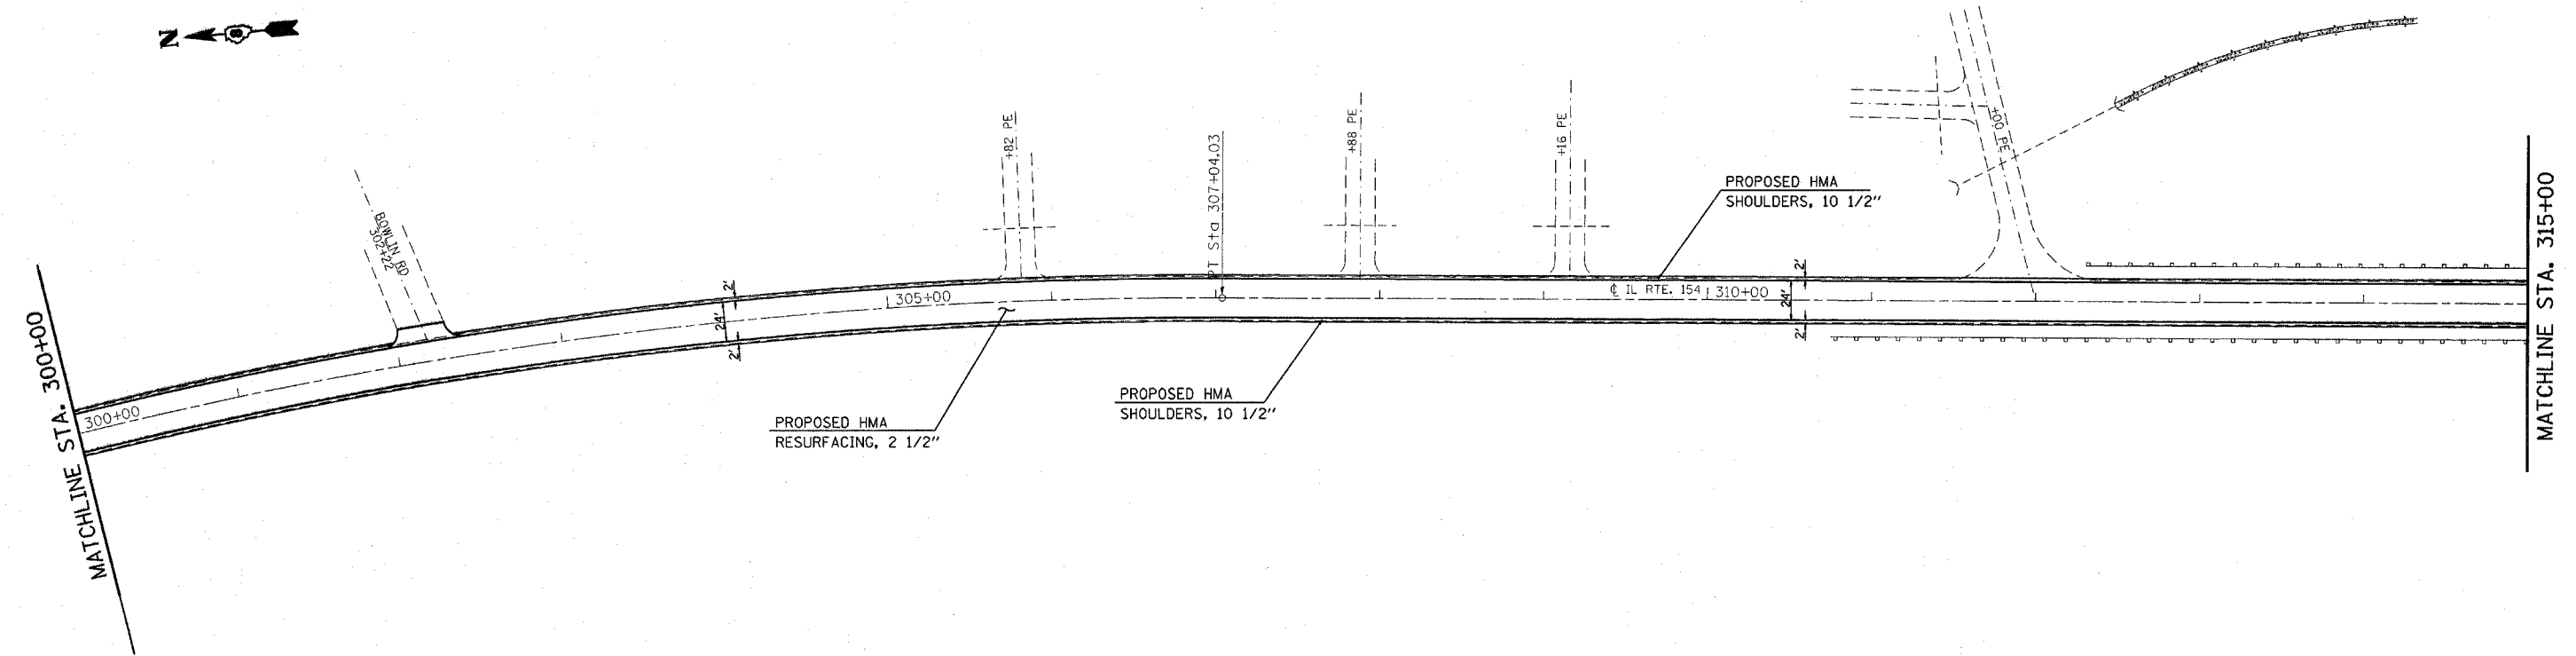 N
MATCHLINE STA. 300+00
300+00
BOWLIN RD
302+22
2'
24'
2'
305+00
+82 PE
PT Sta 307+04.03
+88 PE
+16 PE
PROPOSED HMA
SHOULDERS, 10 1/2"
℄ IL RTE. 154
310+00
2'
24'
2'
+00 PE
PROPOSED HMA
RESURFACING, 2 1/2"
PROPOSED HMA
SHOULDERS, 10 1/2"
MATCHLINE STA. 315+00